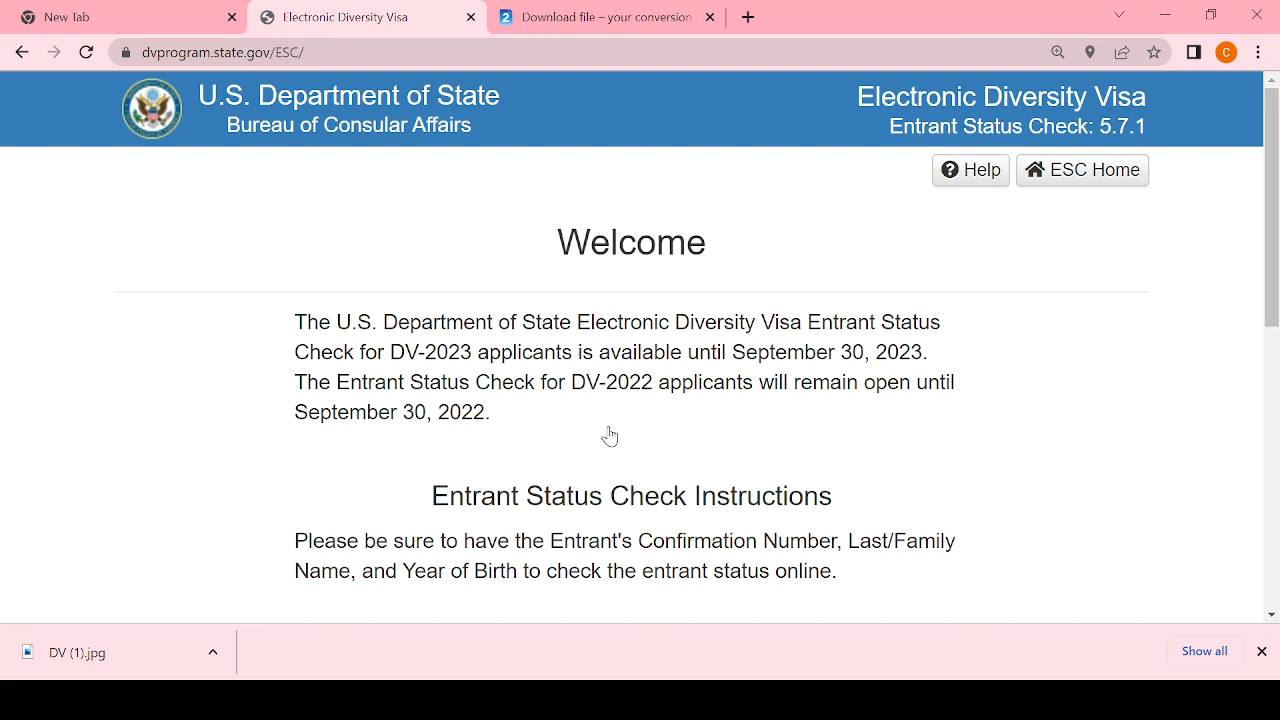 New Tab
Electronic Diversity Visa
Download file – your conversion
dvprogram.state.gov/ESC/
C
U.S. Department of State
Bureau of Consular Affairs
Electronic Diversity Visa
Entrant Status Check: 5.7.1
Help
ESC Home
Welcome
The U.S. Department of State Electronic Diversity Visa Entrant Status
Check for DV-2023 applicants is available until September 30, 2023.
The Entrant Status Check for DV-2022 applicants will remain open until
September 30, 2022.
Entrant Status Check Instructions
Please be sure to have the Entrant's Confirmation Number, Last/Family
Name, and Year of Birth to check the entrant status online.
DV (1).jpg
Show all